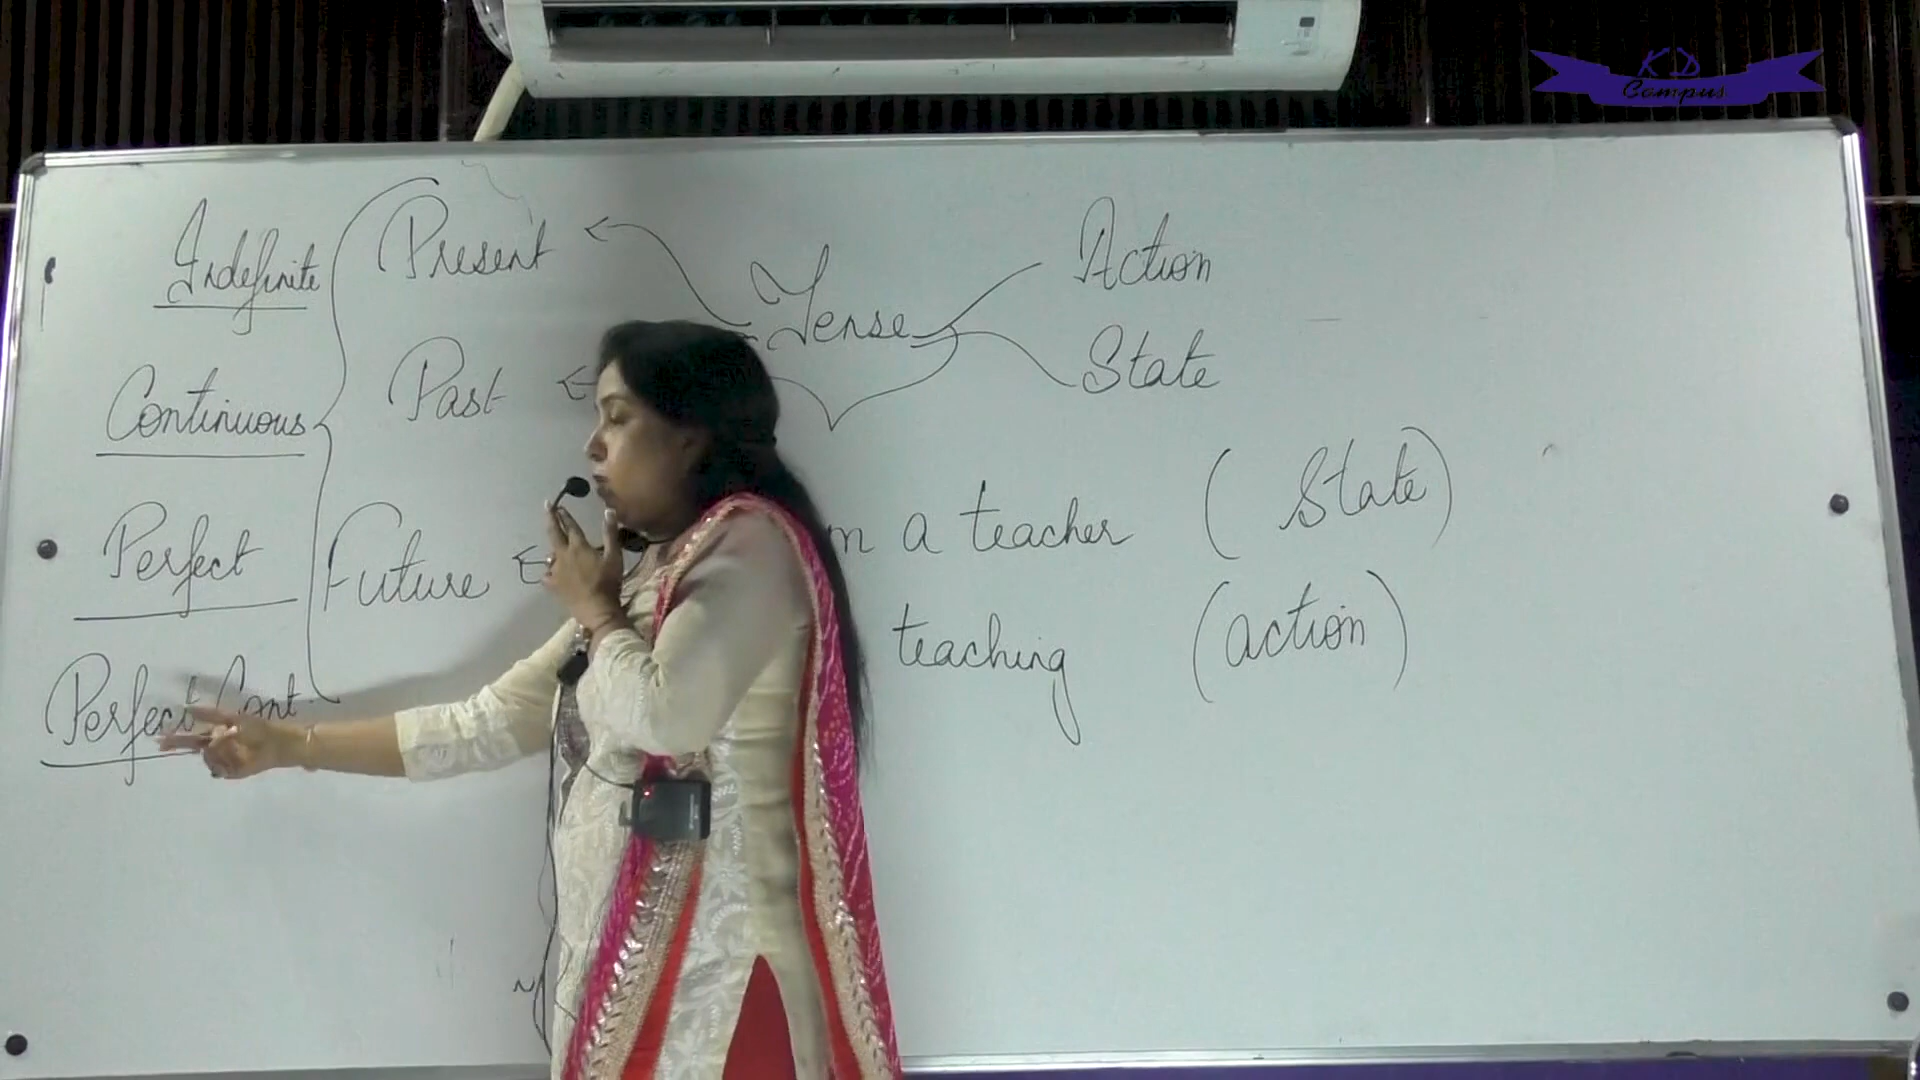 KD
Campus
Indefinite
Present
Tense
Action
Continuous
Past
State
Perfect
Future
m a teacher (State)
Perfect Cont.
teaching (action)